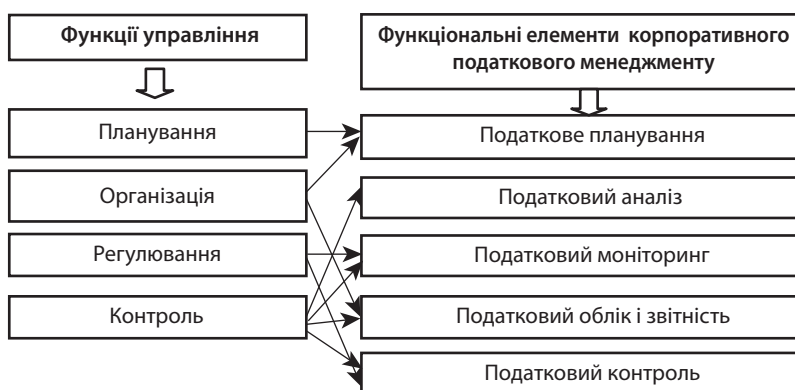 Функції управління
Функціональні елементи корпоративного
податкового менеджменту
Планування
Організація
Регулювання
Контроль
Податкове планування
Податковий аналіз
Податковий моніторинг
Податковий облік і звітність
Податковий контроль